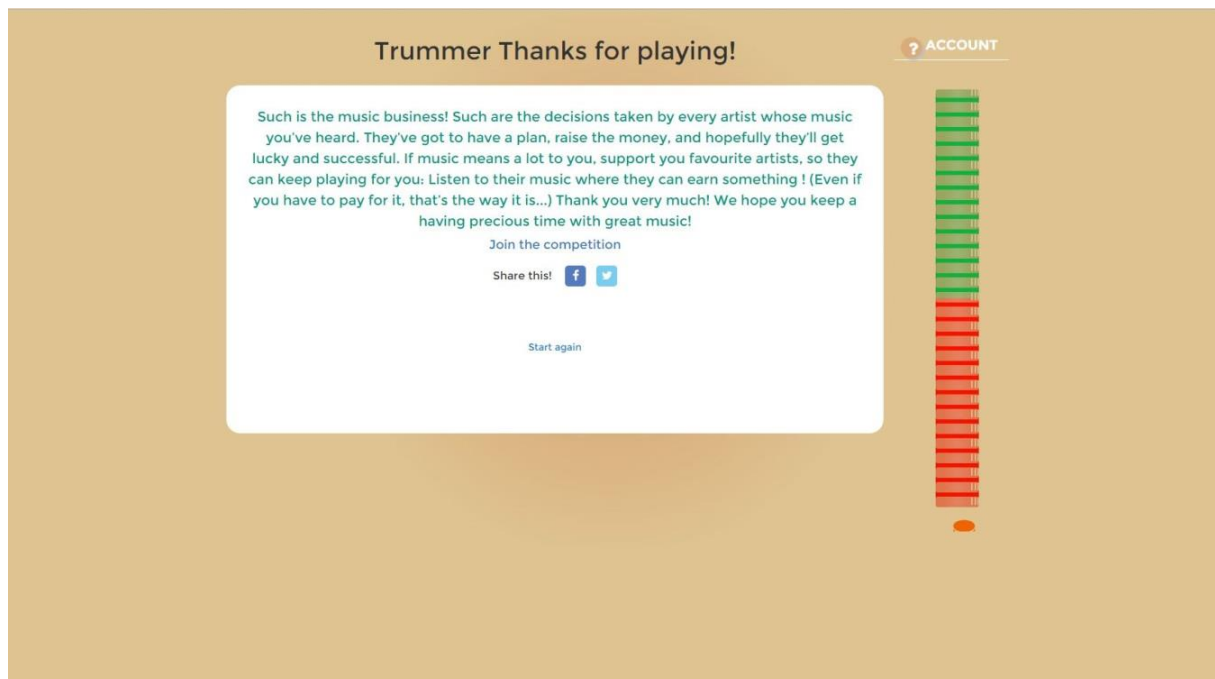 Trummer Thanks for playing!
? ACCOUNT
Such is the music business! Such are the decisions taken by every artist whose music
you've heard. They've got to have a plan, raise the money, and hopefully they'll get
lucky and successful. If music means a lot to you, support you favourite artists, so they
can keep playing for you: Listen to their music where they can earn something ! (Even if
you have to pay for it, that's the way it is...) Thank you very much! We hope you keep a
having precious time with great music!
Join the competition
Share this!
Start again